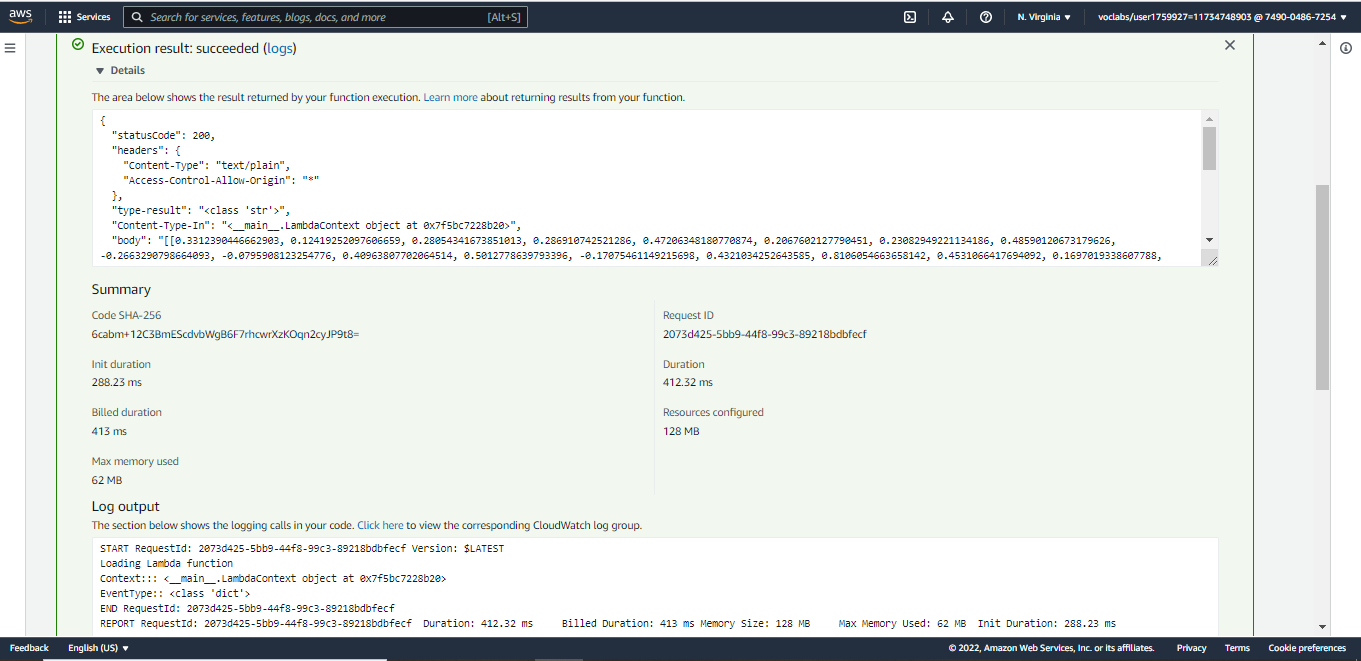 aws
Services
Search for services, features, blogs, docs, and more
[Alt+S]
N. Virginia ▼
voclabs/user1759927=11734748903 @ 7490-0486-7254 ▼
Execution result: succeeded (logs)
▼ Details
The area below shows the result returned by your function execution. Learn more about returning results from your function.
{
"statusCode": 200,
"headers": {
"Content-Type": "text/plain",
"Access-Control-Allow-Origin": "*"
},
"type-result": "<class 'str'>",
"Content-Type-In": "<__main__.LambdaContext object at 0x7f5bc7228b20>",
"body": "[[0.3312390446662903, 0.12419252097606659, 0.28054341673851013, 0.286910742521286, 0.47206348180770874, 0.2067602127790451, 0.23082949221134186, 0.48590120673179626,
-0.2663290798664093, -0.0795908123254776, 0.40963807702064514, 0.5012778639793396, -0.17075461149215698, 0.4321034252643585, 0.8106054663658142, 0.4531066417694092, 0.1697019338607788,
Summary
Code SHA-256
6cabm+12C3BmEScdvbWgB6F7rhcwrXzKOqn2cyJP9t8=
Request ID
2073d425-5bb9-44f8-99c3-89218bdbfecf
Init duration
288.23 ms
Duration
412.32 ms
Billed duration
413 ms
Resources configured
128 MB
Max memory used
62 MB
Log output
The section below shows the logging calls in your code. Click here to view the corresponding CloudWatch log group.
START RequestId: 2073d425-5bb9-44f8-99c3-89218bdbfecf Version: $LATEST
Loading Lambda function
Context::: <__main__.LambdaContext object at 0x7f5bc7228b20>
EventType:: <class 'dict'>
END RequestId: 2073d425-5bb9-44f8-99c3-89218bdbfecf
REPORT RequestId: 2073d425-5bb9-44f8-99c3-89218bdbfecf Duration: 412.32 ms Billed Duration: 413 ms Memory Size: 128 MB Max Memory Used: 62 MB Init Duration: 288.23 ms
Feedback
English (US) ▼
© 2022, Amazon Web Services, Inc. or its affiliates.
Privacy
Terms
Cookie preferences